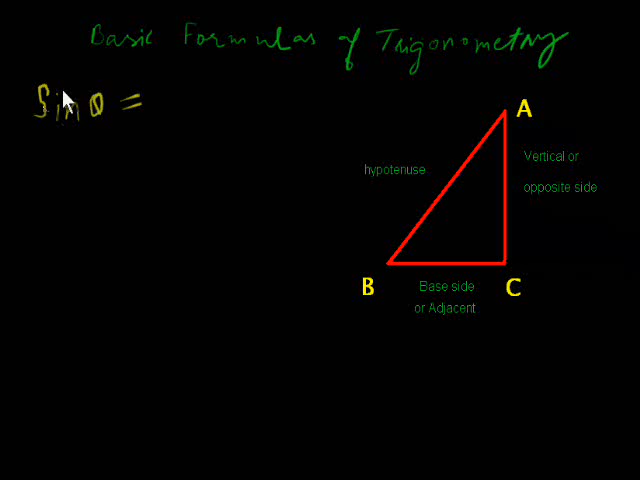 Basic Formulas of Trigonometry
Sin θ =
A
hypotenuse
Vertical or
opposite side
B
Base side
or Adjacent
C